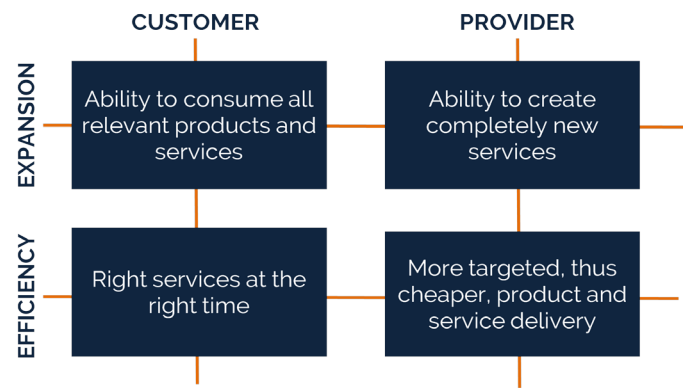 CUSTOMER
PROVIDER
EXPANSION
Ability to consume all
relevant products and
services
Ability to create
completely new
services
EFFICIENCY
Right services at the
right time
More targeted, thus
cheaper, product and
service delivery